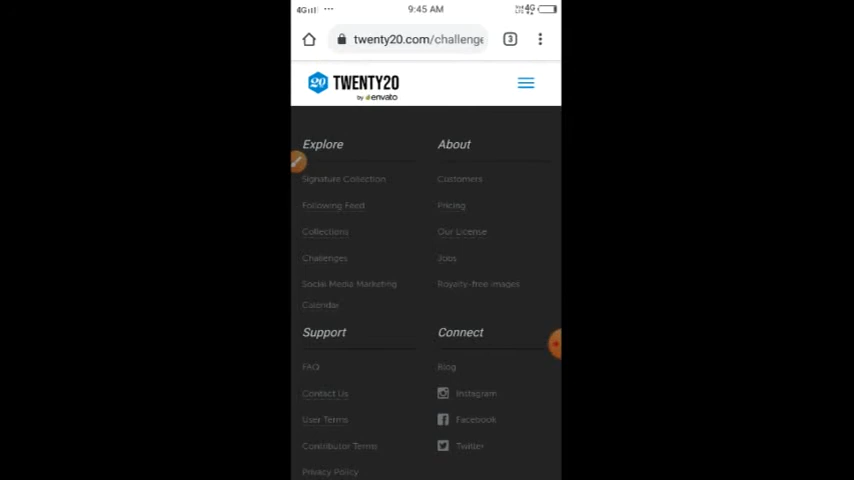 4G 9:45 AM 4G
twenty20.com/challenge 3
20 TWENTY20
by envato
Explore About
Signature Collection Customers
Following Feed Pricing
Collections Our License
Challenges Jobs
Social Media Marketing Royalty-free images
Calendar
Support Connect
FAQ Blog
Contact Us Instagram
User Terms Facebook
Contributor Terms Twitter
Privacy Policy